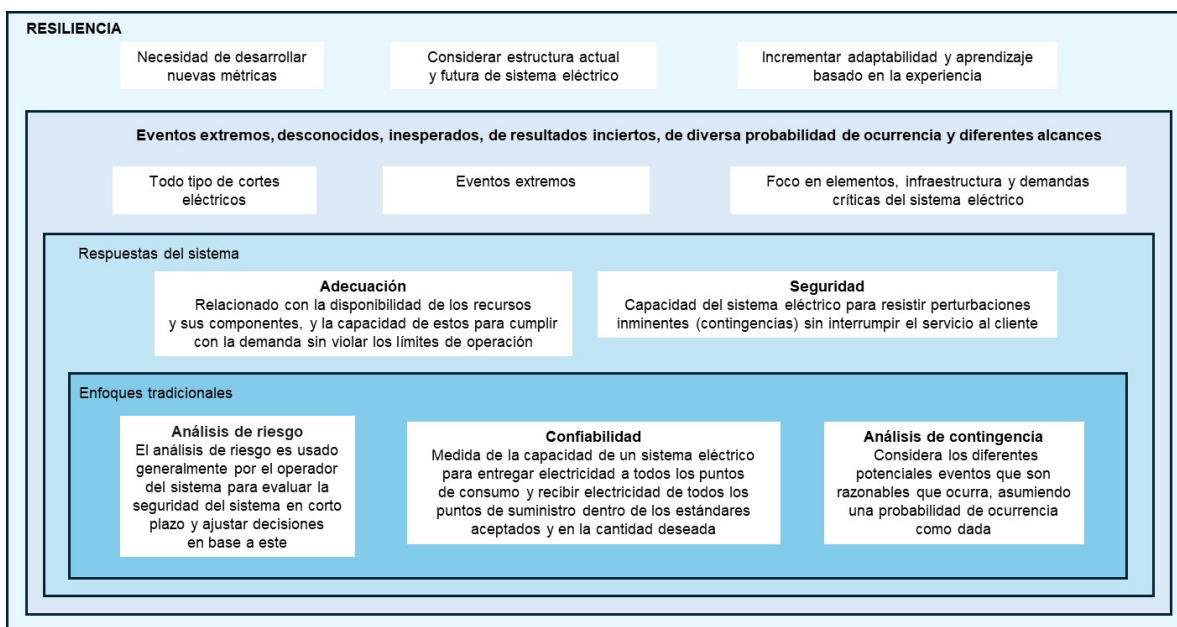 RESILIENCIA
Necesidad de desarrollar
nuevas métricas
Considerar estructura actual
y futura de sistema eléctrico
Incrementar adaptabilidad y aprendizaje
basado en la experiencia
Eventos extremos, desconocidos, inesperados, de resultados inciertos, de diversa probabilidad de ocurrencia y diferentes alcances
Todo tipo de cortes
eléctricos
Eventos extremos
Foco en elementos, infraestructura y demandas
críticas del sistema eléctrico
Respuestas del sistema
Adecuación
Relacionado con la disponibilidad de los recursos
y sus componentes, y la capacidad de estos para cumplir
con la demanda sin violar los límites de operación
Seguridad
Capacidad del sistema eléctrico para resistir perturbaciones
inminentes (contingencias) sin interrumpir el servicio al cliente
Enfoques tradicionales
Análisis de riesgo
El análisis de riesgo es usado
generalmente por el operador
del sistema para evaluar la
seguridad del sistema en corto
plazo y ajustar decisiones
en base a este
Confiabilidad
Medida de la capacidad de un sistema eléctrico
para entregar electricidad a todos los puntos
de consumo y recibir electricidad de todos los
puntos de suministro dentro de los estándares
aceptados y en la cantidad deseada
Análisis de contingencia
Considera los diferentes
potenciales eventos que son
razonables que ocurra, asumiendo
una probabilidad de ocurrencia
como dada